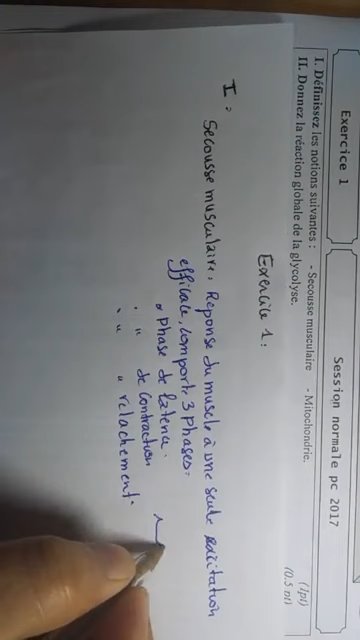 Exercice 1
Session normale pc 2017
I. Définissez les notions suivantes : - Secousse musculaire - Mitochondrie. (1pt)
II. Donnez la réaction globale de la glycolyse. (0.5 pt)
Exercice 1:
I:
Secousse musculaire: Réponse du muscle à une seule excitation
efficace, comporte 3 phases:
" Phase de latence.
" " de contraction
" " " relachement.